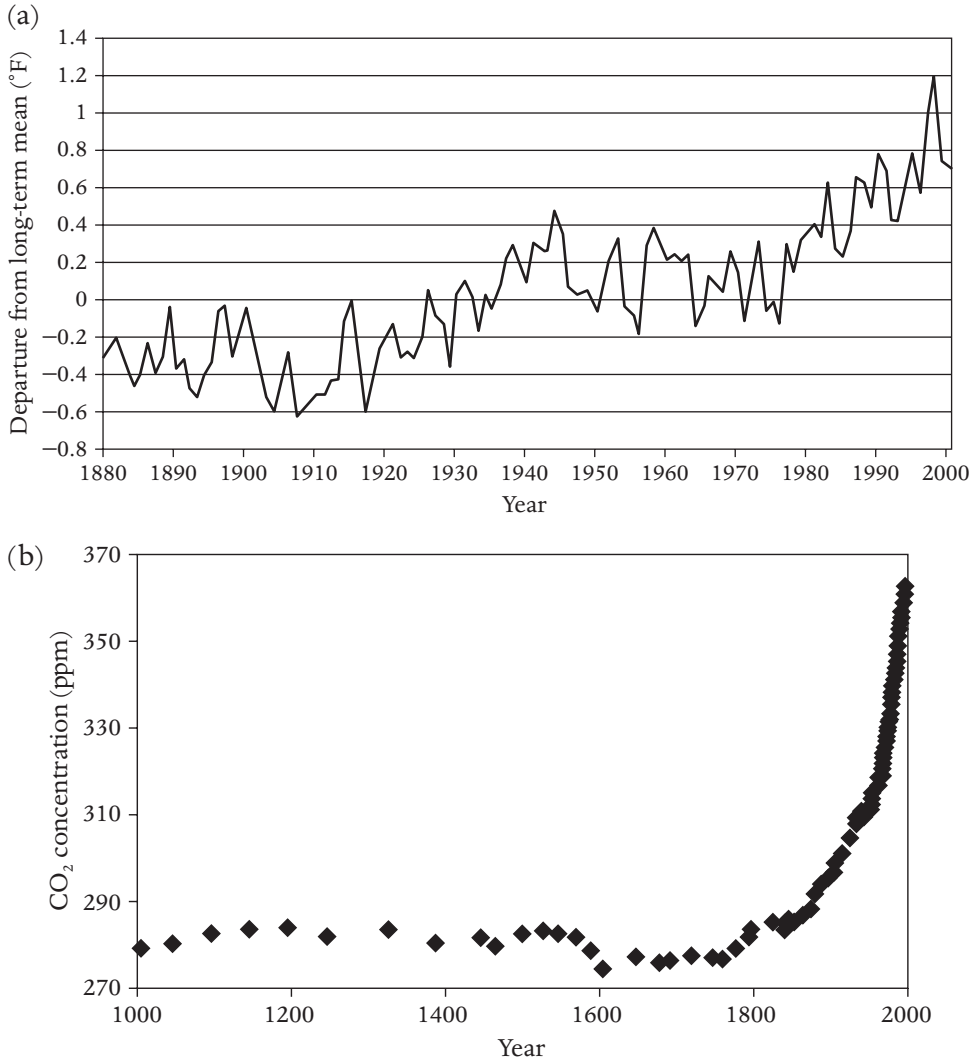 (a)
Departure from long-term mean (°F)
1.4
1.2
1
0.8
0.6
0.4
0.2
0
−0.2
−0.4
−0.6
−0.8
1880 1890 1900 1910 1920 1930 1940 1950 1960 1970 1980 1990 2000
Year
(b)
CO₂ concentration (ppm)
370
350
330
310
290
270
1000 1200 1400 1600 1800 2000
Year